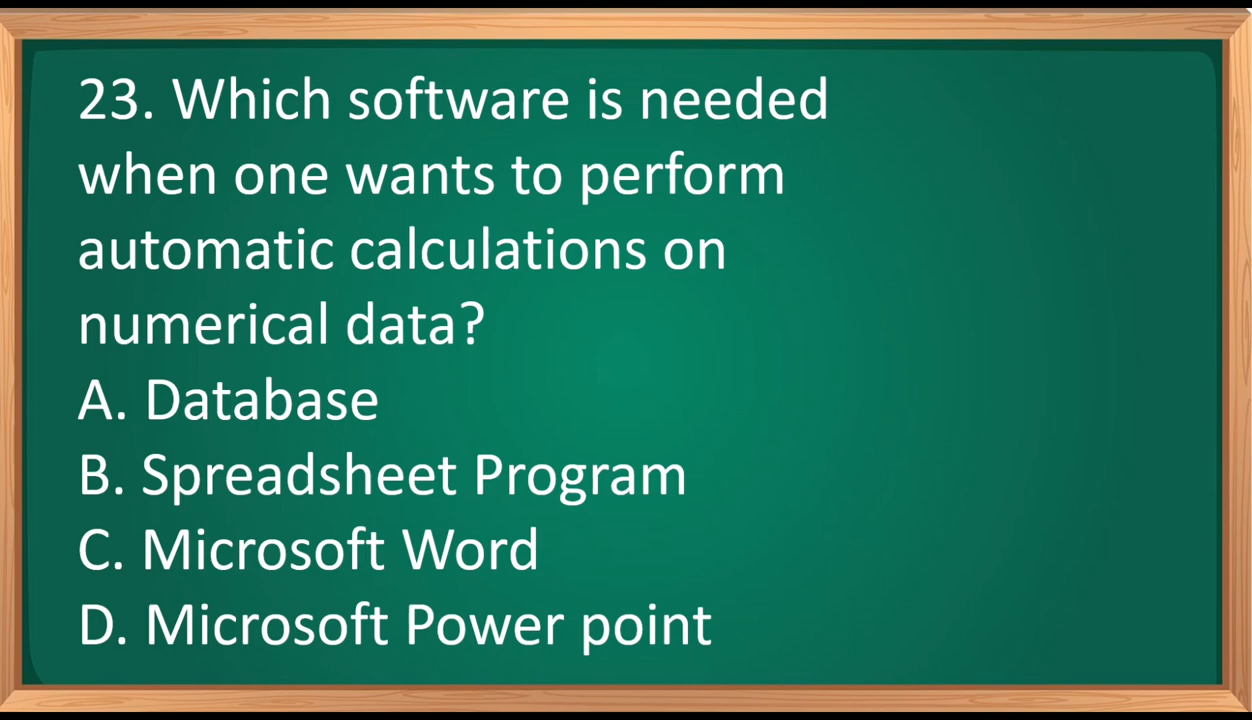 23. Which software is needed
when one wants to perform
automatic calculations on
numerical data?
A. Database
B. Spreadsheet Program
C. Microsoft Word
D. Microsoft Power point